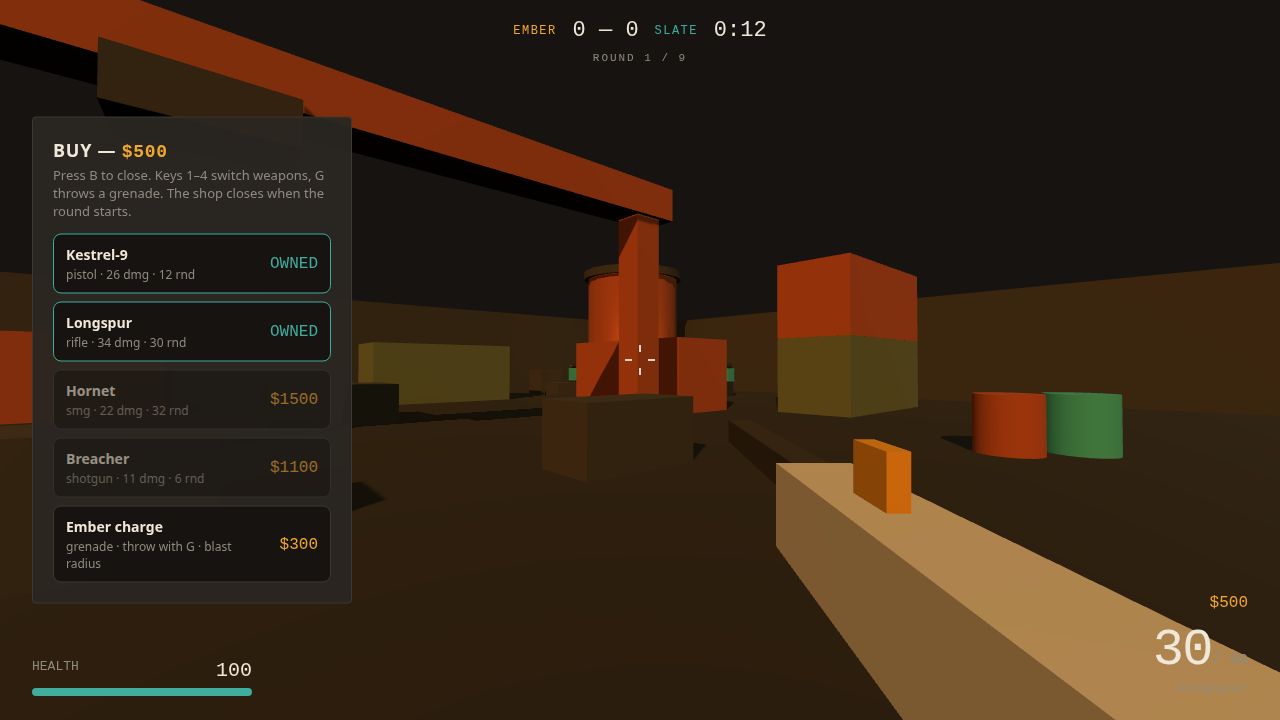 EMBER 0 — 0 SLATE 0:12
ROUND 1 / 9
BUY — $500
Press B to close. Keys 1–4 switch weapons, G
throws a grenade. The shop closes when the
round starts.
Kestrel-9
pistol · 26 dmg · 12 rnd
OWNED
Longspur
rifle · 34 dmg · 30 rnd
OWNED
Hornet
smg · 22 dmg · 32 rnd
$1500
Breacher
shotgun · 11 dmg · 6 rnd
$1100
Ember charge
grenade · throw with G · blast
radius
$300
HEALTH 100
$500
30